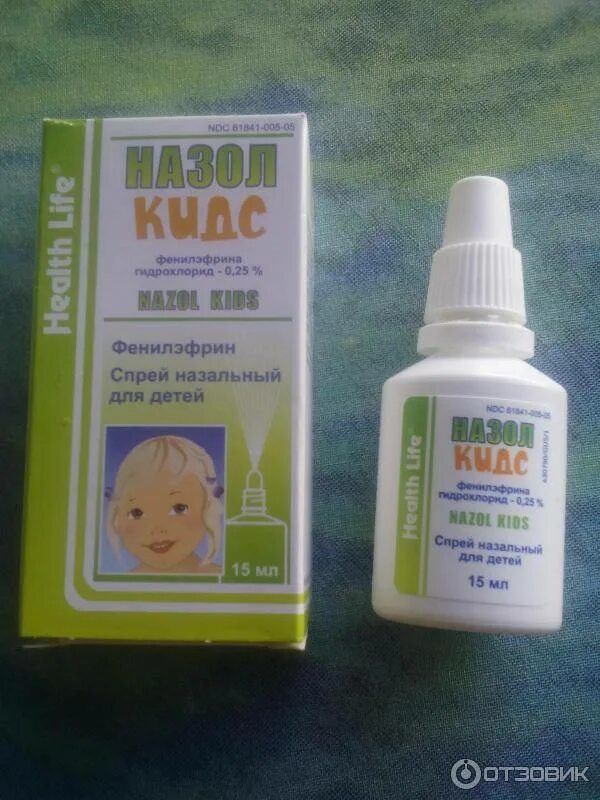 NDC 61841-005-05
НАЗОЛ
КИДС
фенилэфрина
гидрохлорид - 0,25 %
NAZOL KIDS
Фенилэфрин
Спрей назальный
для детей
15 мл
Health Life®
NDC 61841-005-05
НАЗОЛ
КИДС
фенилэфрина
гидрохлорид - 0,25 %
NAZOL KIDS
Спрей назальный
для детей
15 мл
Health Life®
ОТЗОВИК